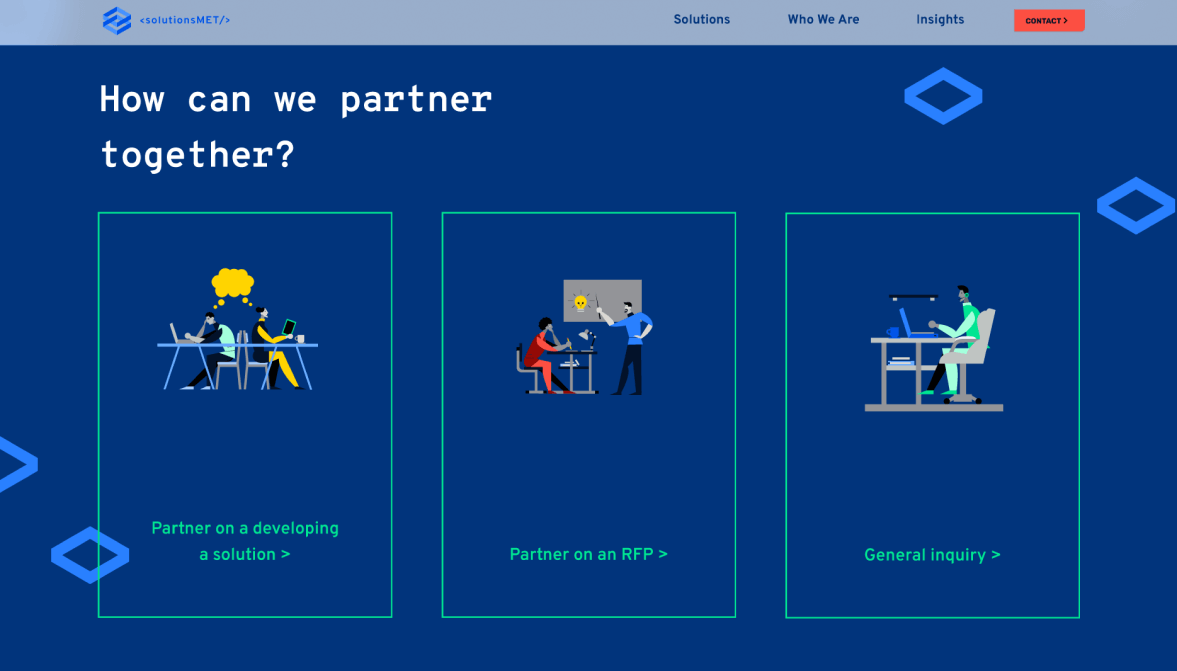 <solutionsMET/>
Solutions
Who We Are
Insights
CONTACT >
How can we partner
together?
Partner on a developing
a solution >
Partner on an RFP >
General inquiry >